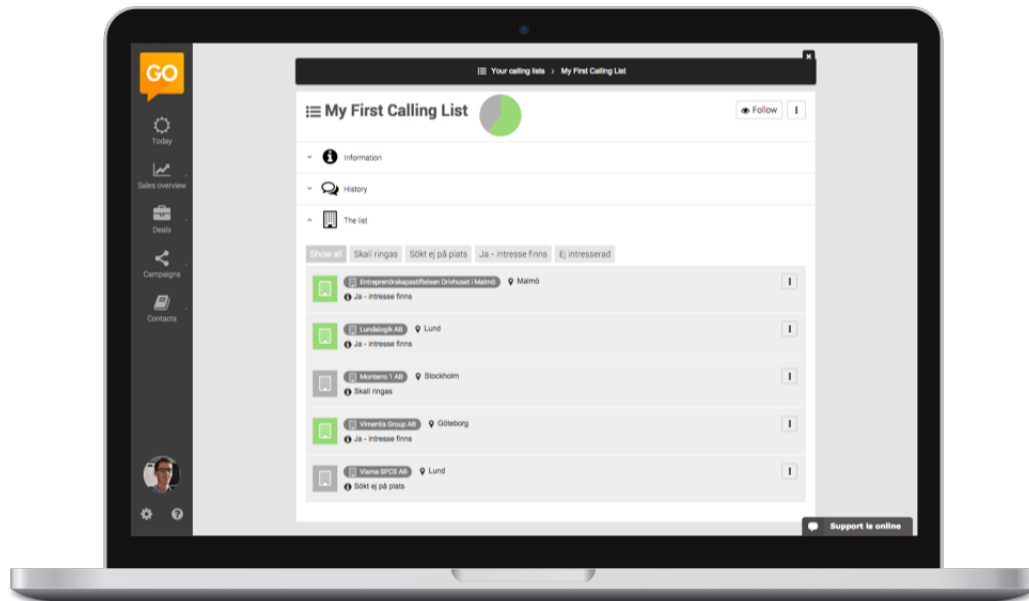 GO
Today
Sales overview
Deals
Campaigns
Contacts
Your calling lists > My First Calling List
My First Calling List
Follow
Information
History
The list
Show all Skall ringas Sökt ej på plats Ja - intresse finns Ej intresserad
Entreprenörskapsstiftelsen Drivhuset i Malmö Malmö
Ja - intresse finns
Lundalogik AB Lund
Ja - intresse finns
Monterro 1 AB Stockholm
Skall ringas
Vimentis Group AB Göteborg
Ja - intresse finns
Visma SPCS AB Lund
Sökt ej på plats
Support is online